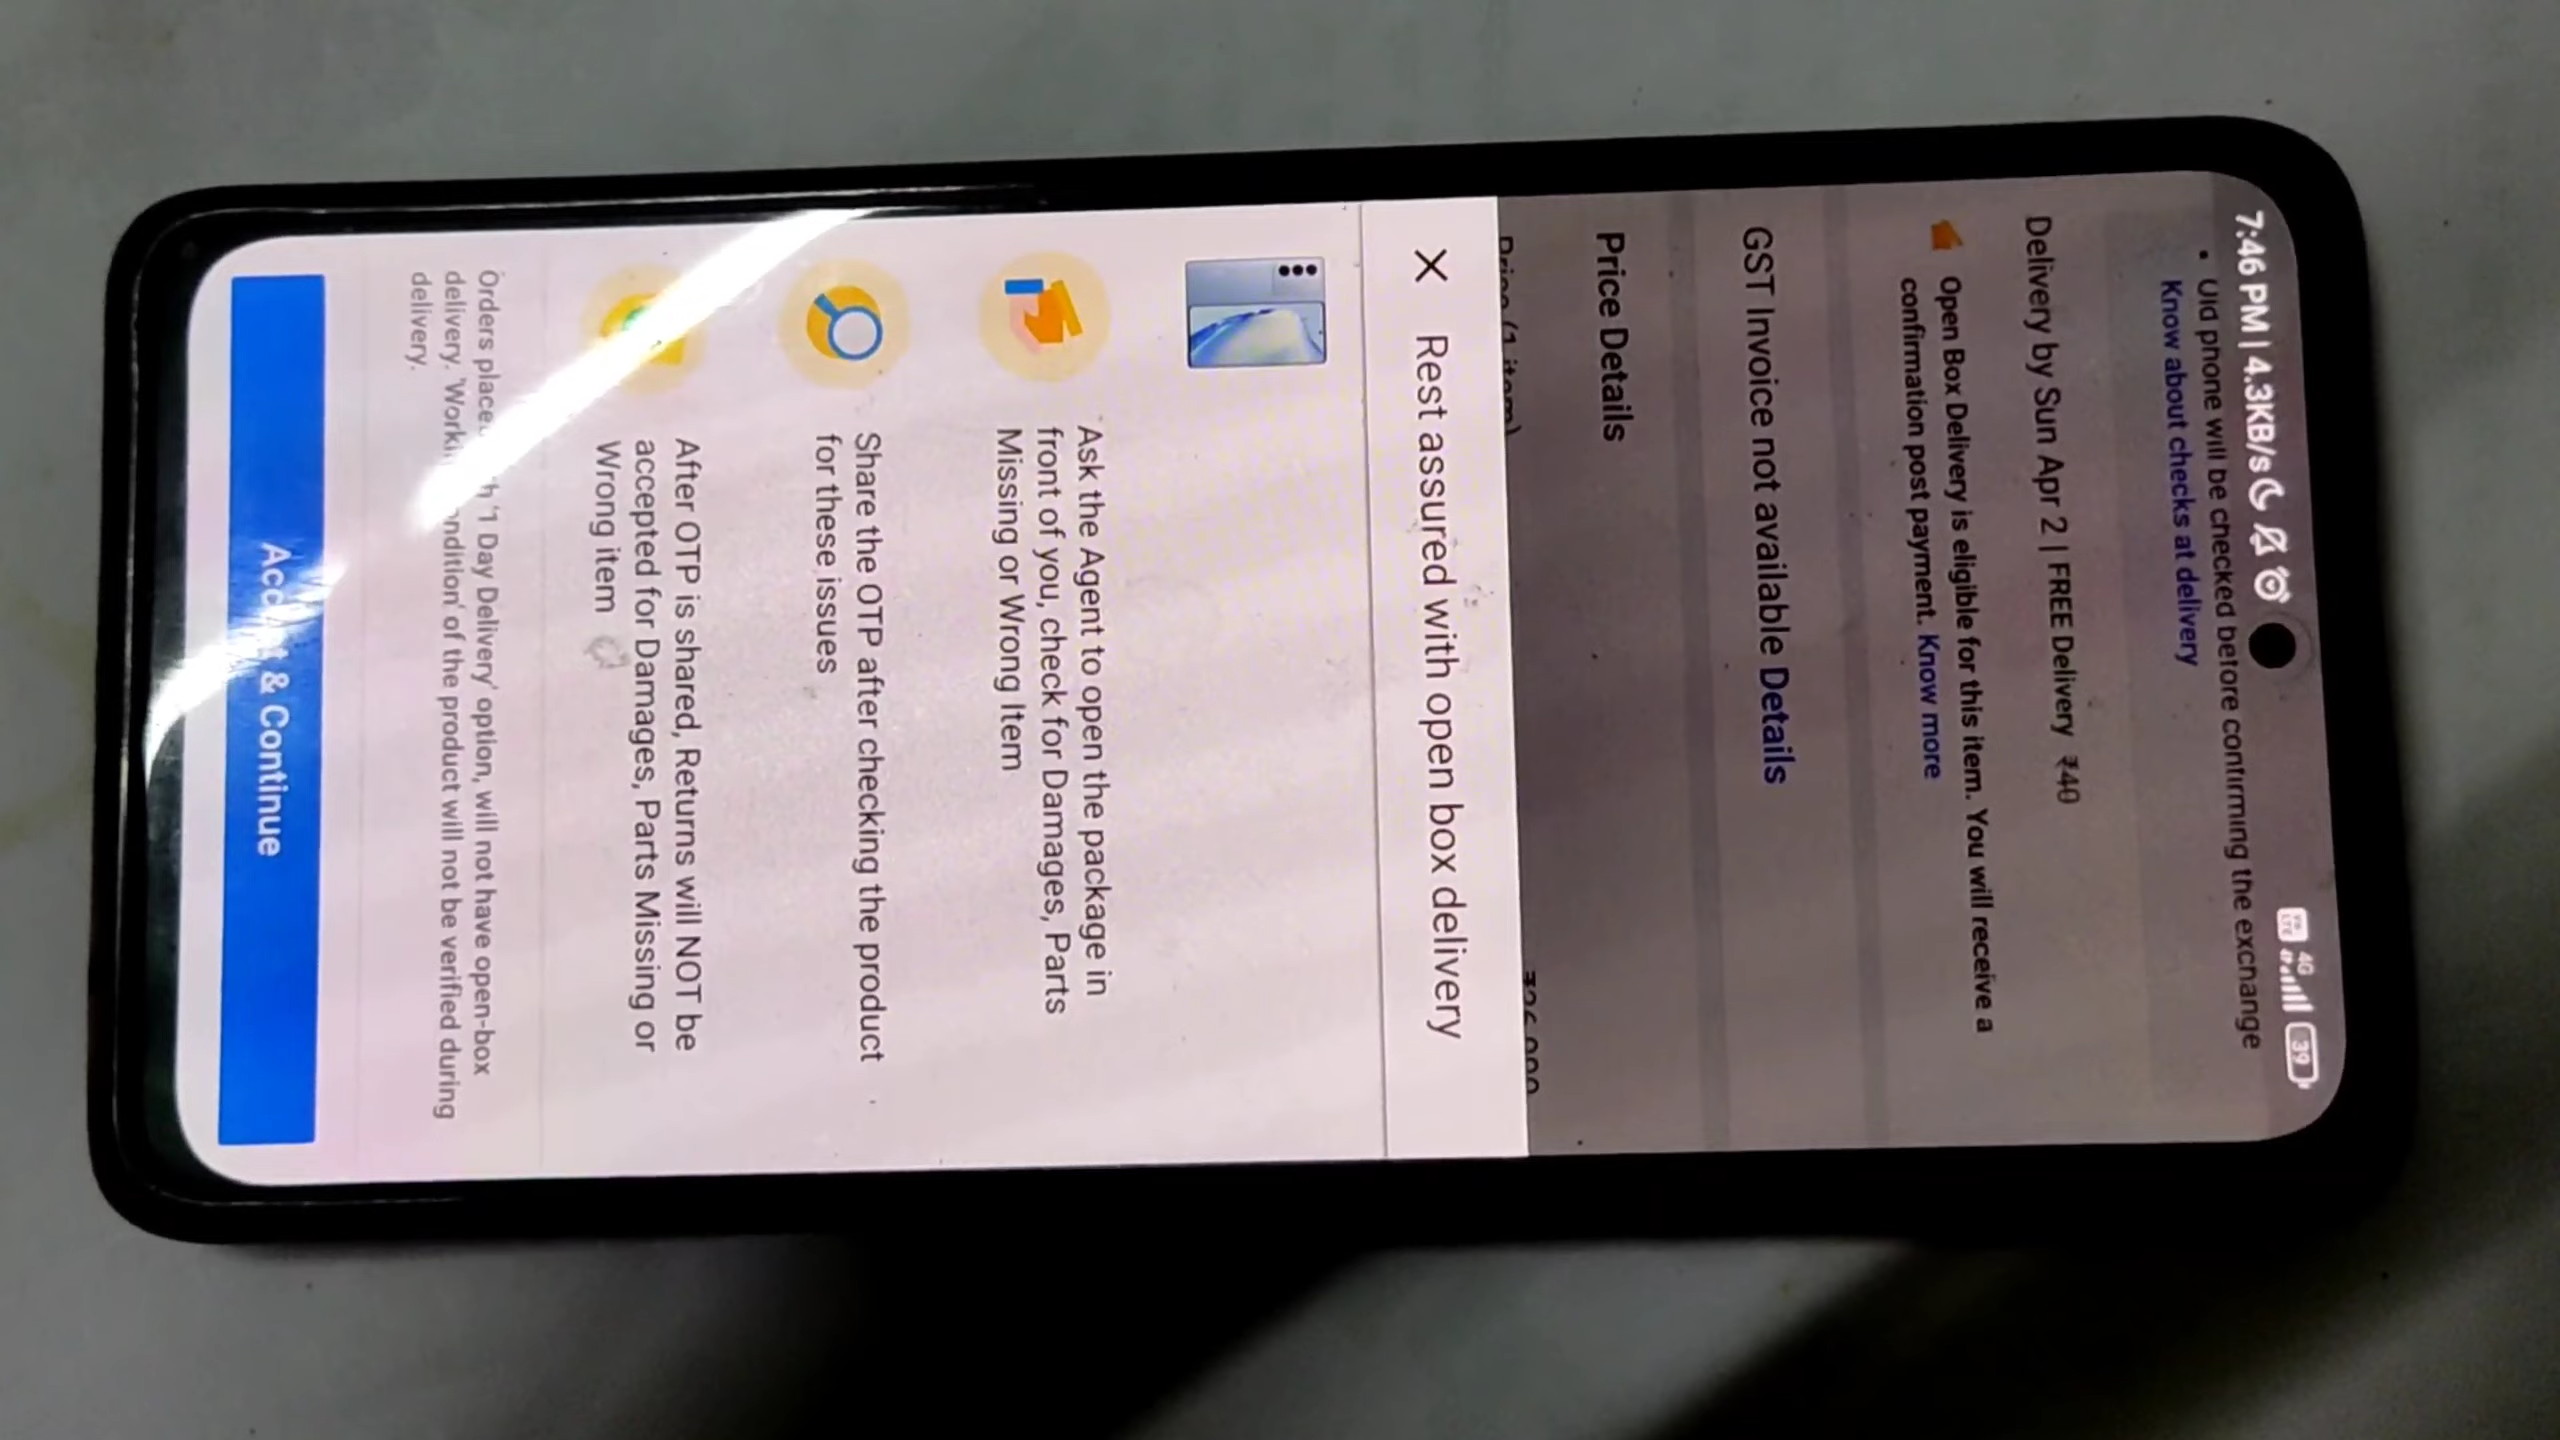 7:46 PM | 4.3KB/s
4G
39
Old phone will be checked before confirming the exchange
Know about checks at delivery
Delivery by Sun Apr 2 | FREE Delivery ₹40
Open Box Delivery is eligible for this item. You will receive a
confirmation post payment. Know more
GST Invoice not available Details
Price Details
Price (1 item)
Rest assured with open box delivery
Ask the Agent to open the package in
front of you, check for Damages, Parts
Missing or Wrong Item
Share the OTP after checking the product
for these issues
After OTP is shared, Returns will NOT be
accepted for Damages, Parts Missing or
Wrong item
Orders '1 Day Delivery' option, will not have open-box
delivery. of the product will not be verified during
delivery.
Accept & Continue